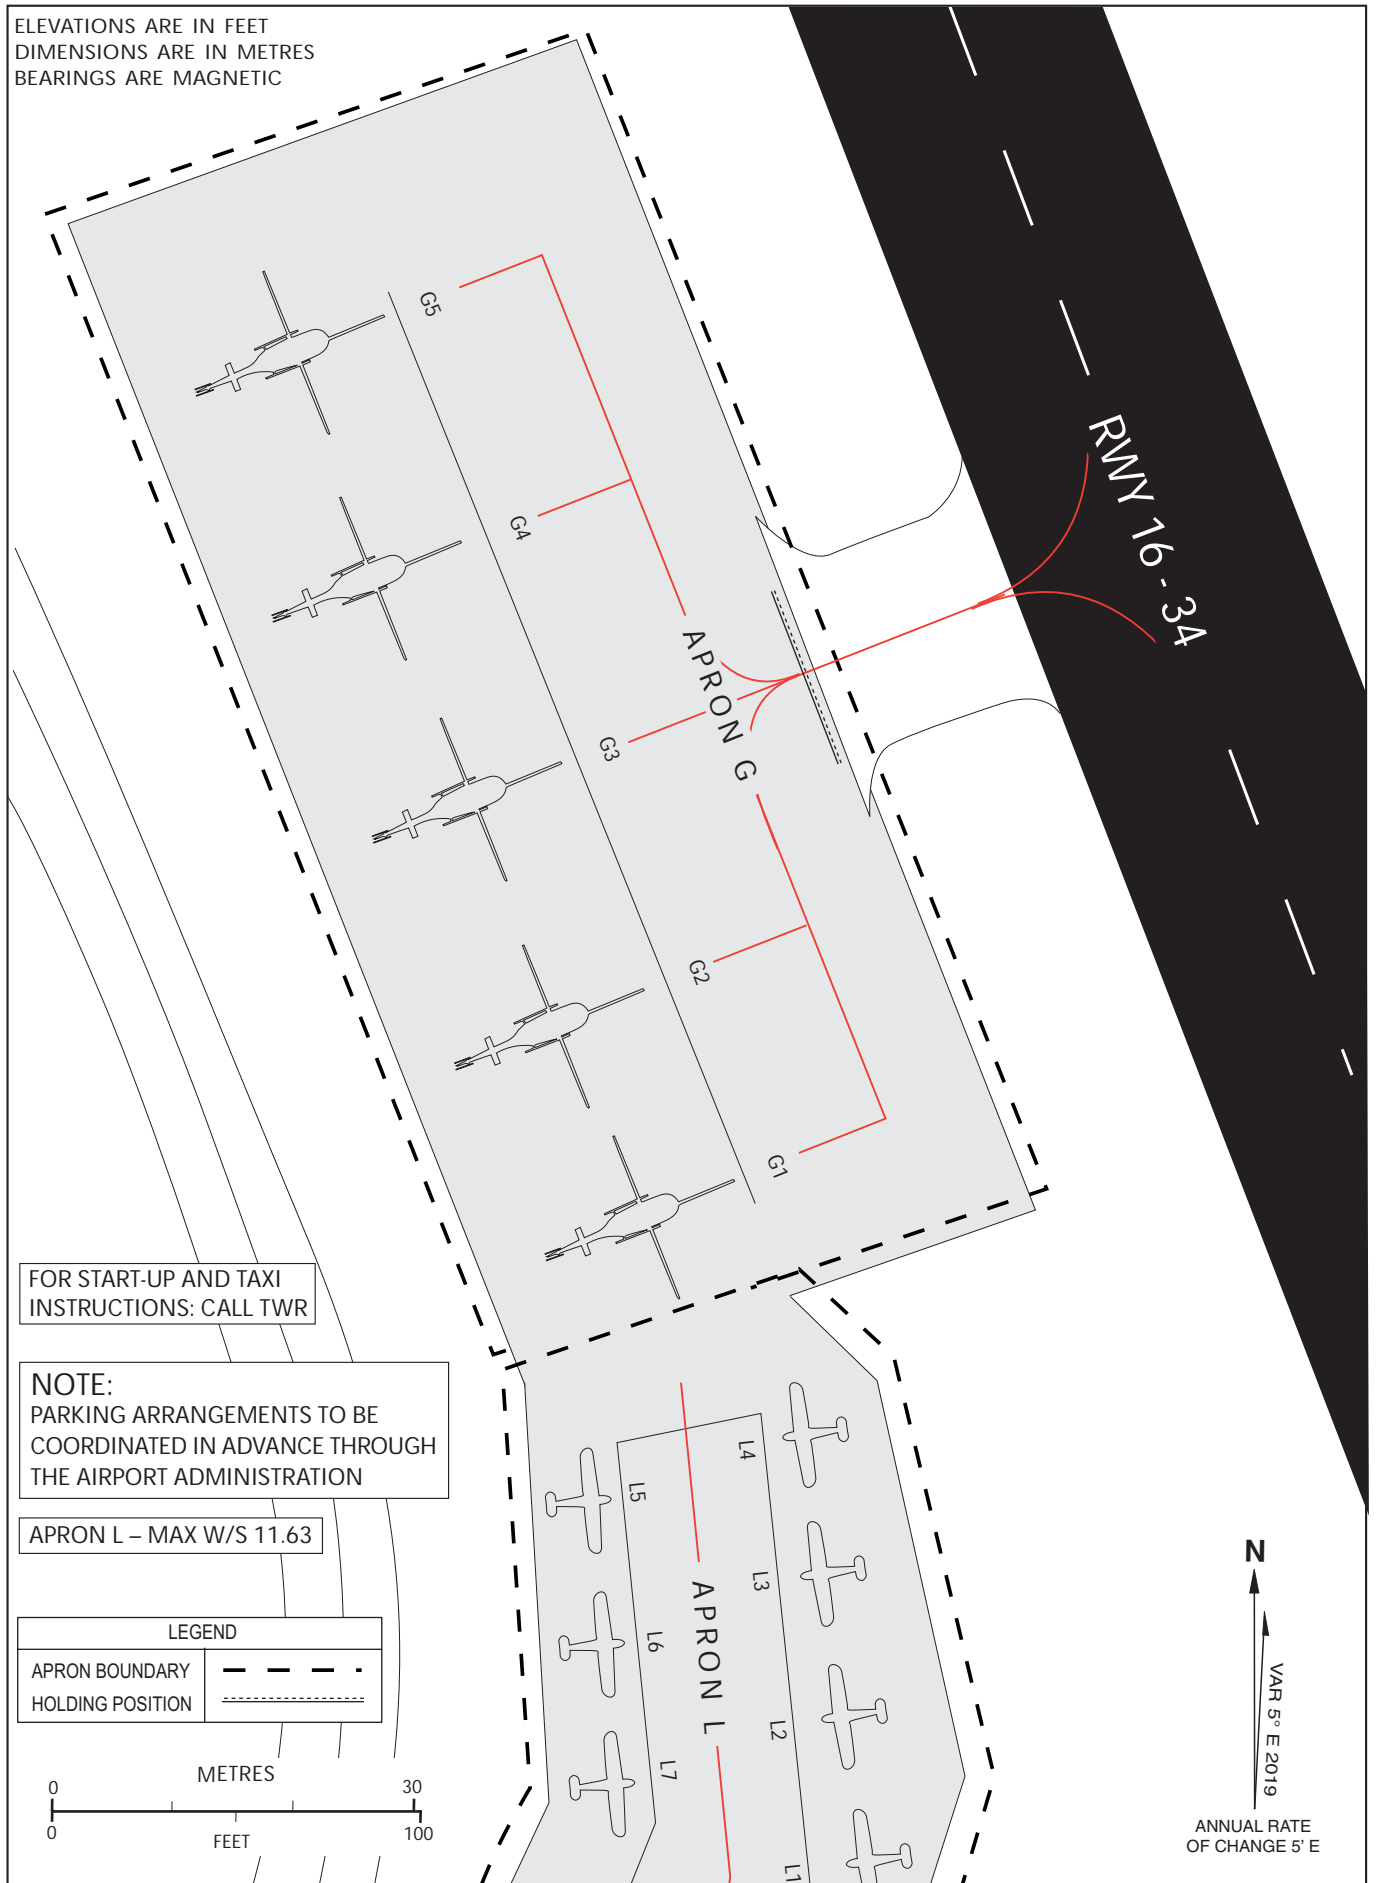 ELEVATIONS ARE IN FEET
DIMENSIONS ARE IN METRES
BEARINGS ARE MAGNETIC
RWY 16 - 34
G5
G4
APRON G
G3
G2
G1
FOR START-UP AND TAXI
INSTRUCTIONS: CALL TWR
NOTE:
PARKING ARRANGEMENTS TO BE
COORDINATED IN ADVANCE THROUGH
THE AIRPORT ADMINISTRATION
APRON L – MAX W/S 11.63
L4
L5
L3
APRON L
L6
L2
L7
L1
LEGEND
APRON BOUNDARY
HOLDING POSITION
METRES
0 30
0 100
FEET
N
VAR 5° E 2019
ANNUAL RATE
OF CHANGE 5' E